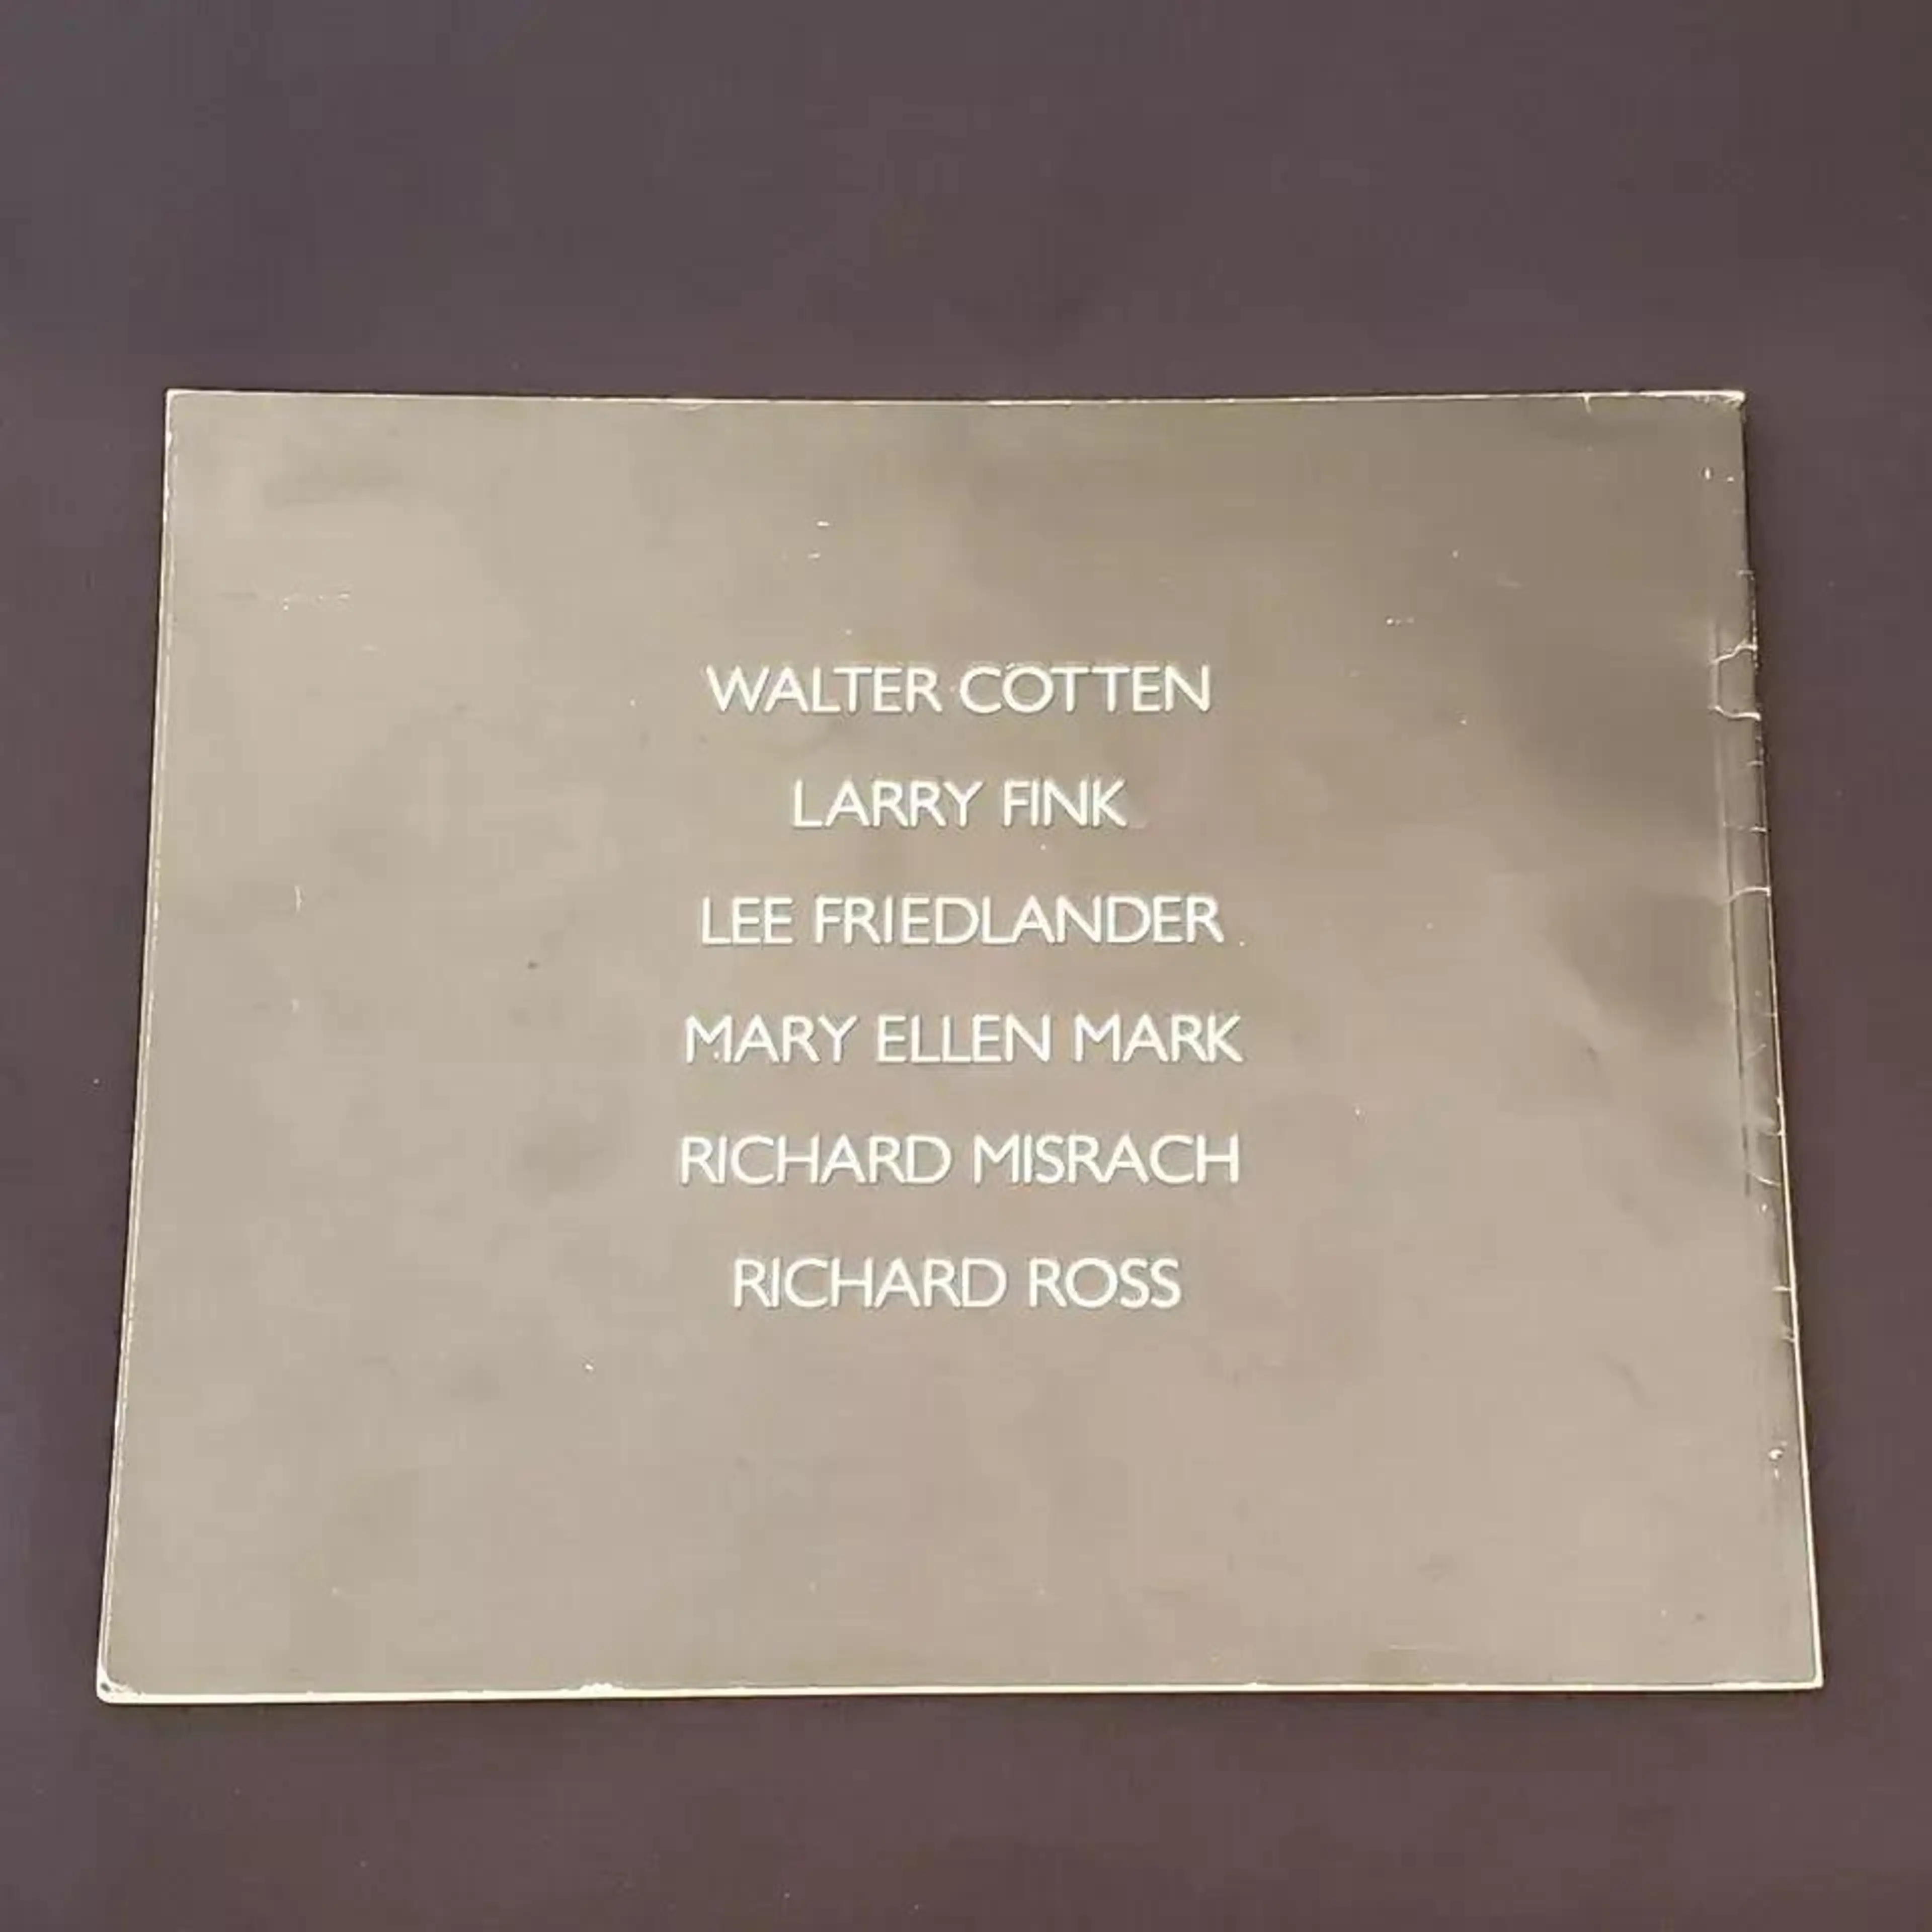 WALTER COTTEN
LARRY FINK
LEE FRIEDLANDER
MARY ELLEN MARK
RICHARD MISRACH
RICHARD ROSS